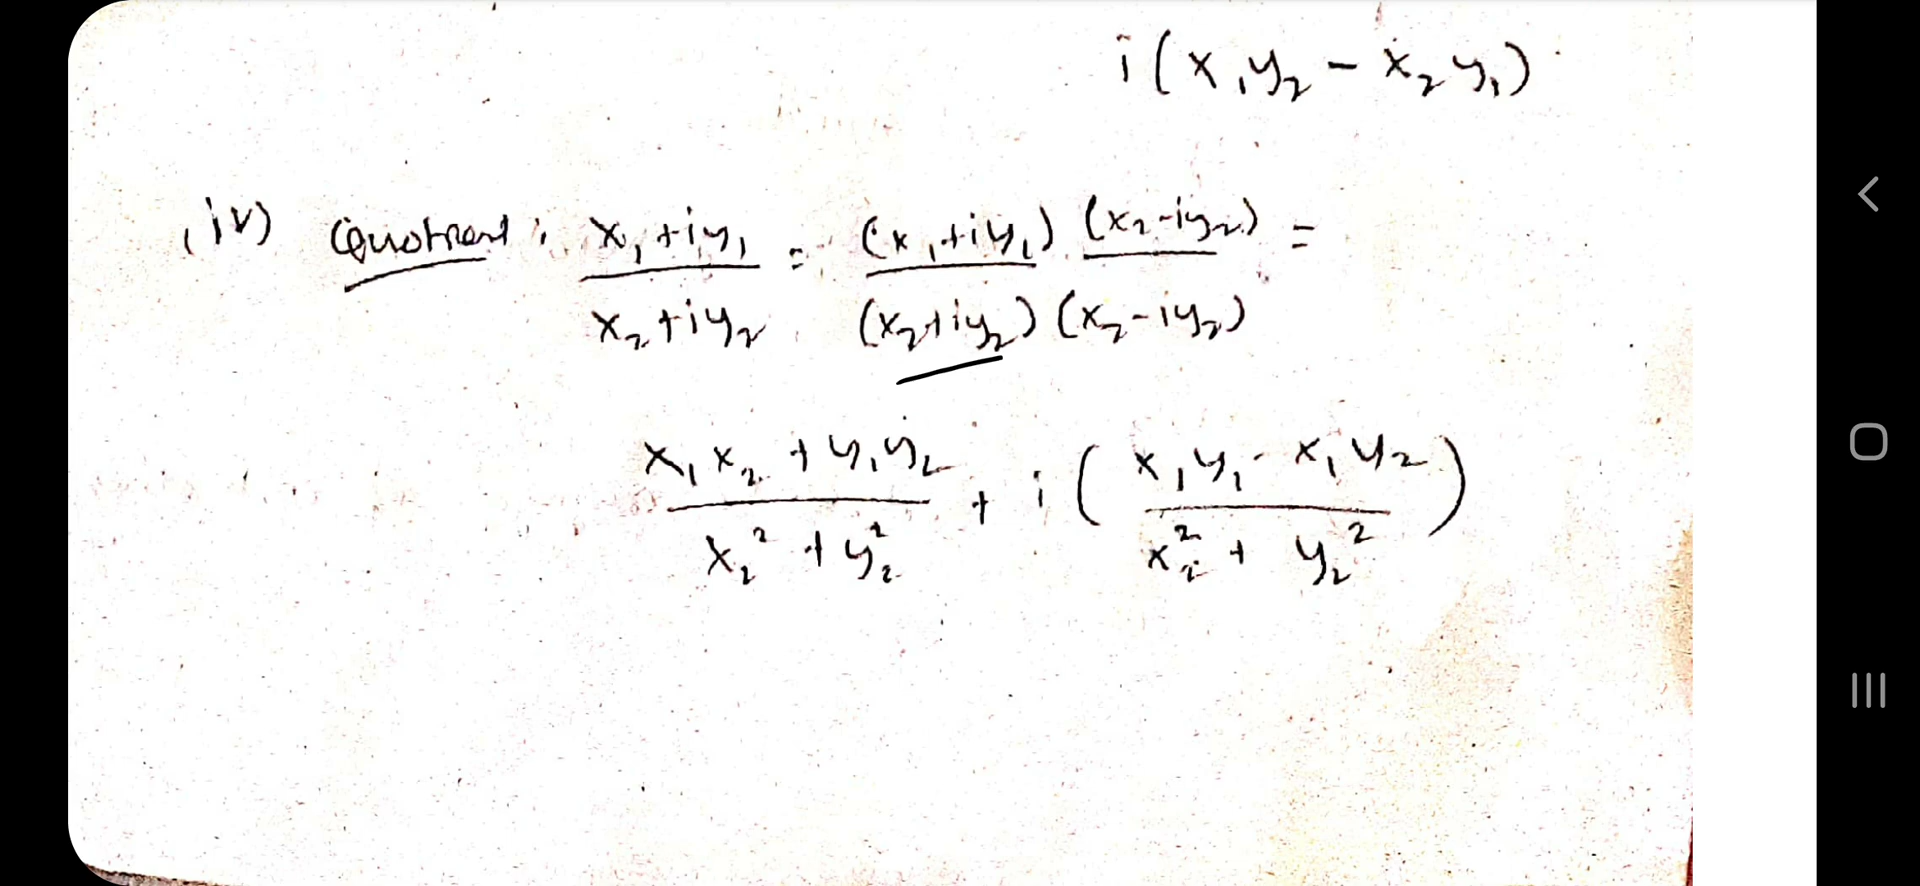 i(x₁y₂ - x₂y₁)
(iv) Quotient: (x₁+iy₁)/(x₂+iy₂) = (x₁+iy₁)(x₂-iy₂)/(x₂+iy₂)(x₂-iy₂) =
(x₁x₂ + y₁y₂)/(x₂² + y₂²) + i((x₁y₁ - x₁y₂)/(x₂² + y₂²))